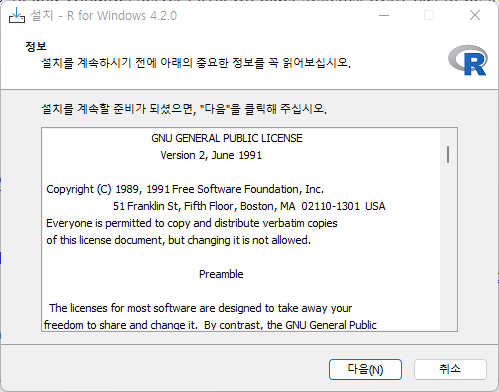 설치 - R for Windows 4.2.0
정보
설치를 계속하시기 전에 아래의 중요한 정보를 꼭 읽어보십시오.
R
설치를 계속할 준비가 되셨으면, "다음"을 클릭해 주십시오.
GNU GENERAL PUBLIC LICENSE
Version 2, June 1991
Copyright (C) 1989, 1991 Free Software Foundation, Inc.
51 Franklin St, Fifth Floor, Boston, MA  02110-1301  USA
Everyone is permitted to copy and distribute verbatim copies
of this license document, but changing it is not allowed.
Preamble
The licenses for most software are designed to take away your
freedom to share and change it.  By contrast, the GNU General Public
다음(N)
취소